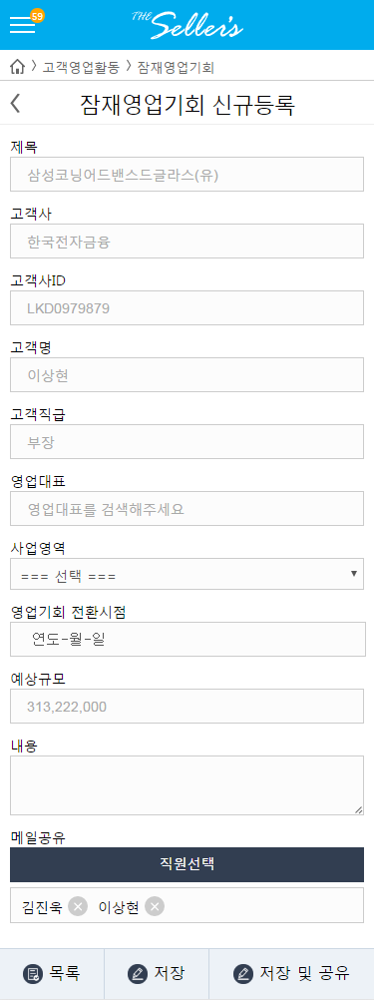 59
THE Seller's
고객영업활동 > 잠재영업기회
잠재영업기회 신규등록
제목
삼성코닝어드밴스드글라스(유)
고객사
한국전자금융
고객사ID
LKD0979879
고객명
이상현
고객직급
부장
영업대표
영업대표를 검색해주세요
사업영역
=== 선택 ===
영업기회 전환시점
연도-월-일
예상규모
313,222,000
내용
메일공유
직원선택
김진욱 이상현
목록 저장 저장 및 공유